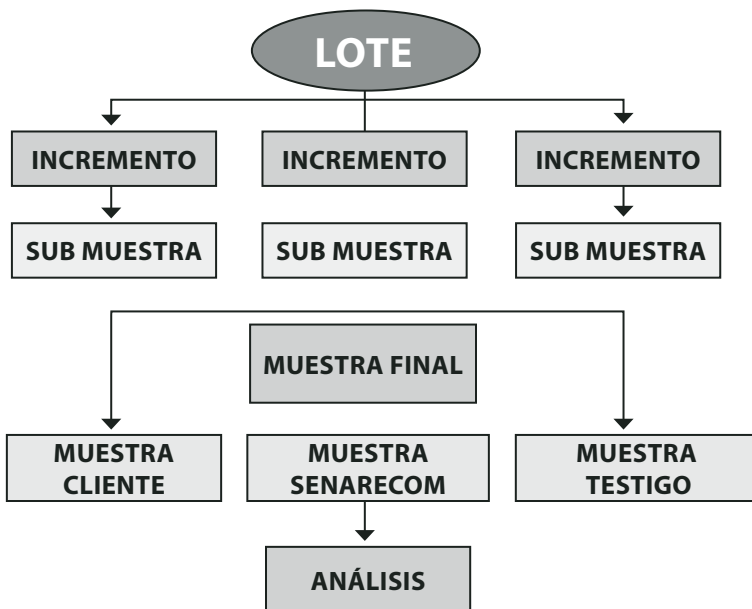 LOTE
INCREMENTO
INCREMENTO
INCREMENTO
SUB MUESTRA
SUB MUESTRA
SUB MUESTRA
MUESTRA FINAL
MUESTRA
CLIENTE
MUESTRA
SENARECOM
MUESTRA
TESTIGO
ANÁLISIS